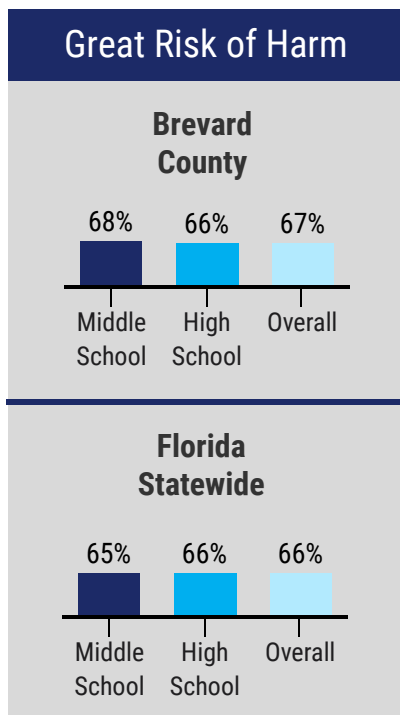 Great Risk of Harm
Brevard
County
68% 66% 67%
Middle High Overall
School School
Florida
Statewide
65% 66% 66%
Middle High Overall
School School